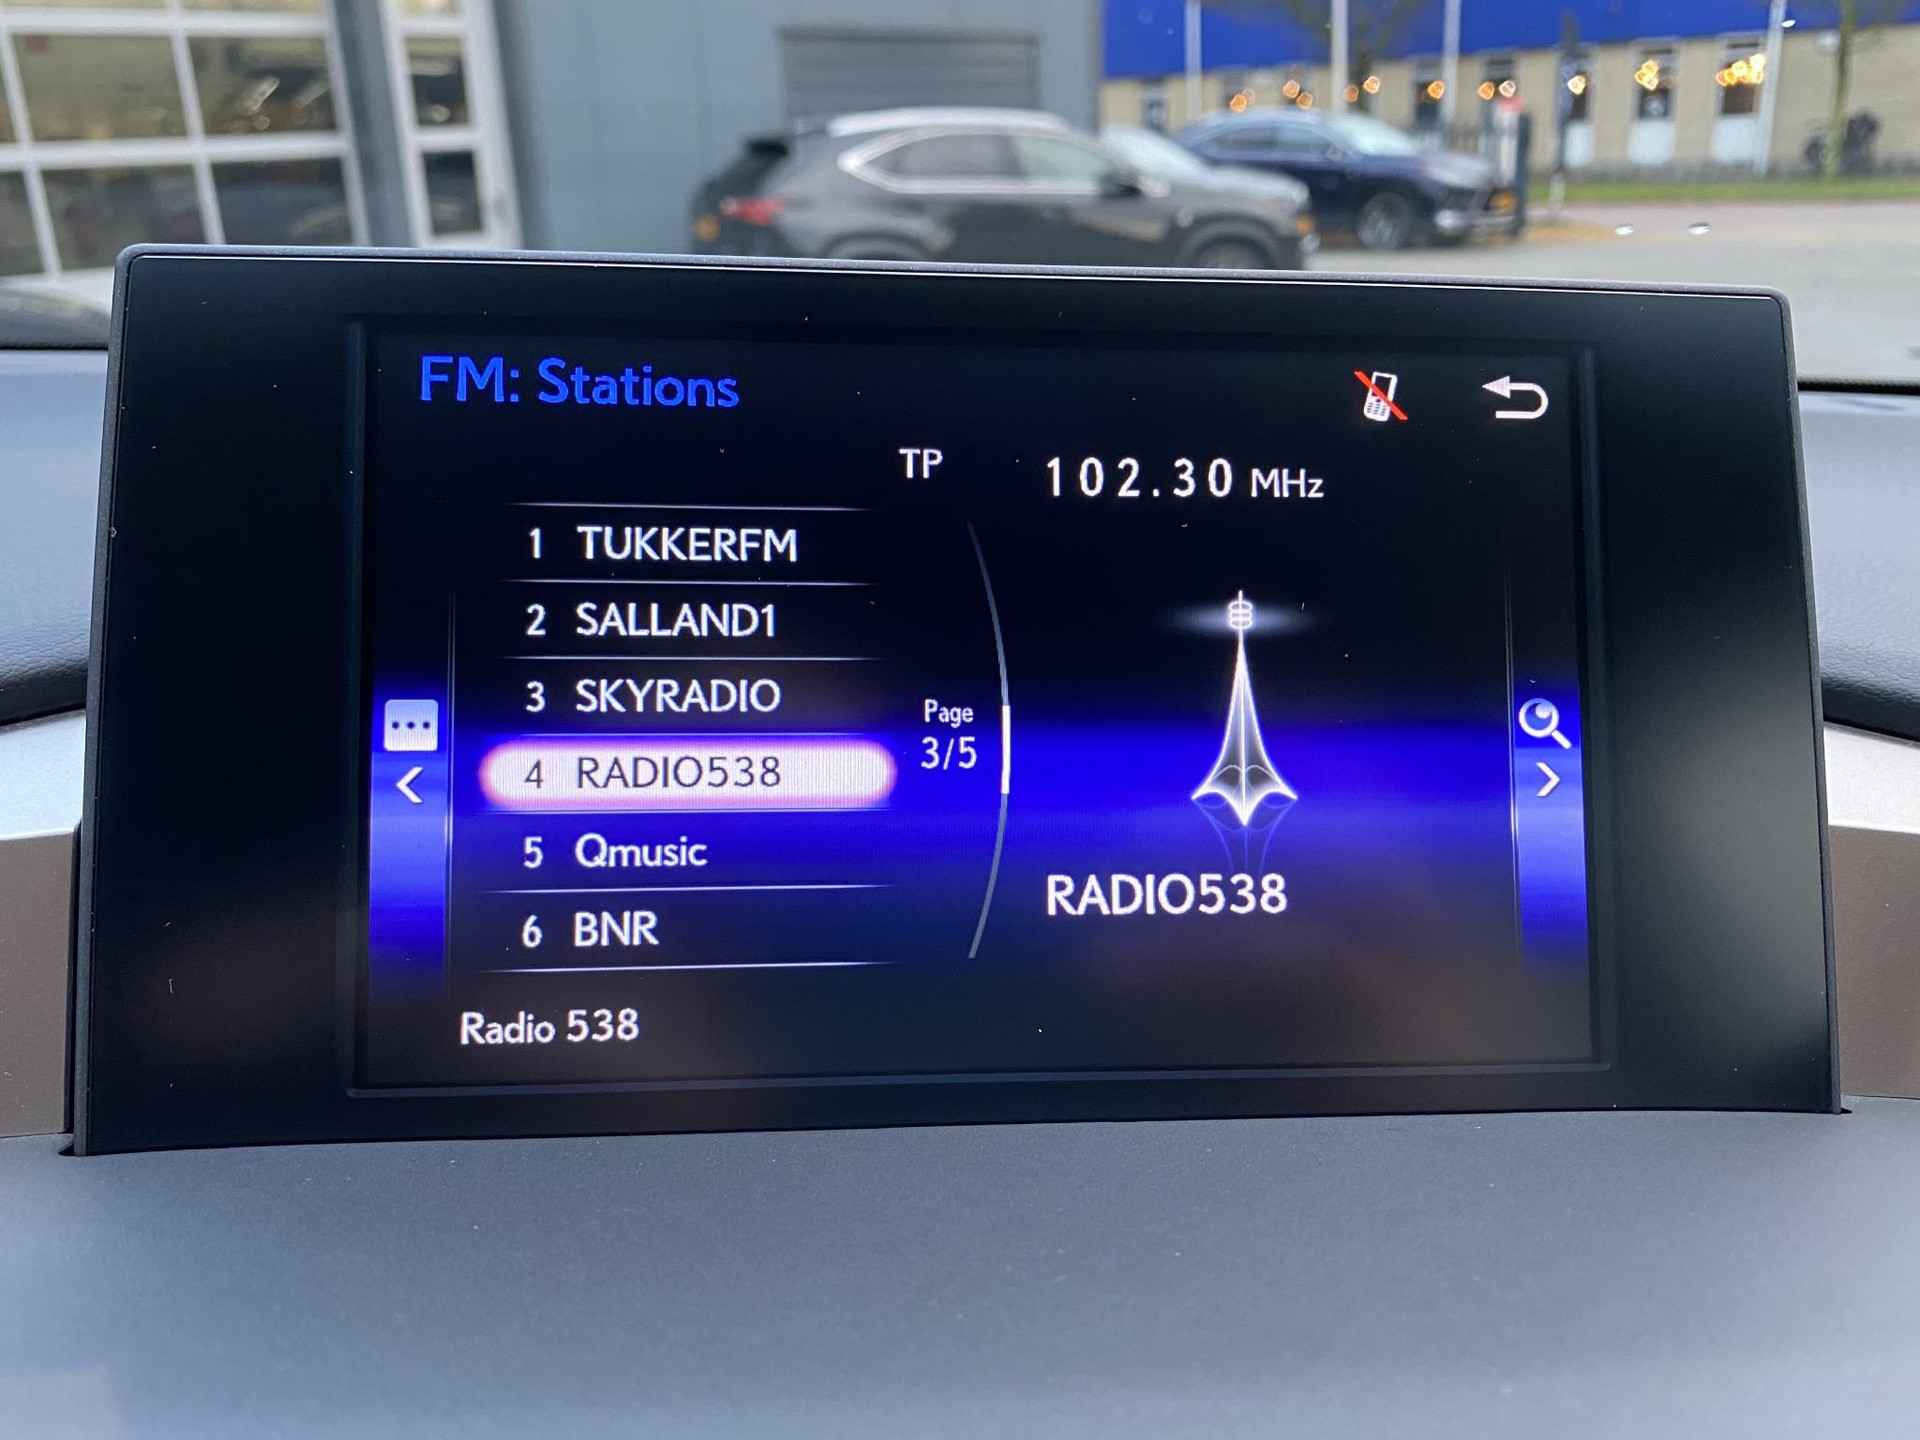 FM: Stations
TP 102.30 MHz
1 TUKKERFM
2 SALLAND1
3 SKYRADIO
4 RADIO538
5 Qmusic
6 BNR
Page
3/5
RADIO538
Radio 538